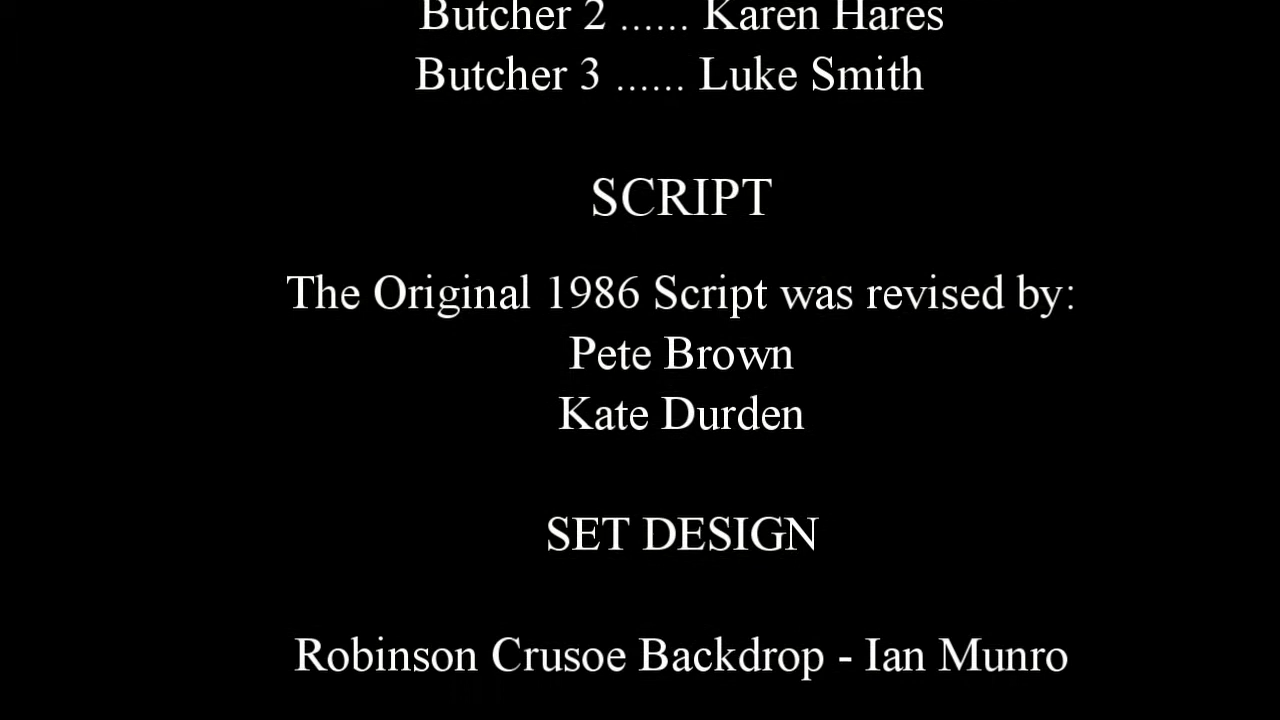 Butcher 2 ...... Karen Hares
Butcher 3 ...... Luke Smith
SCRIPT
The Original 1986 Script was revised by:
Pete Brown
Kate Durden
SET DESIGN
Robinson Crusoe Backdrop - Ian Munro